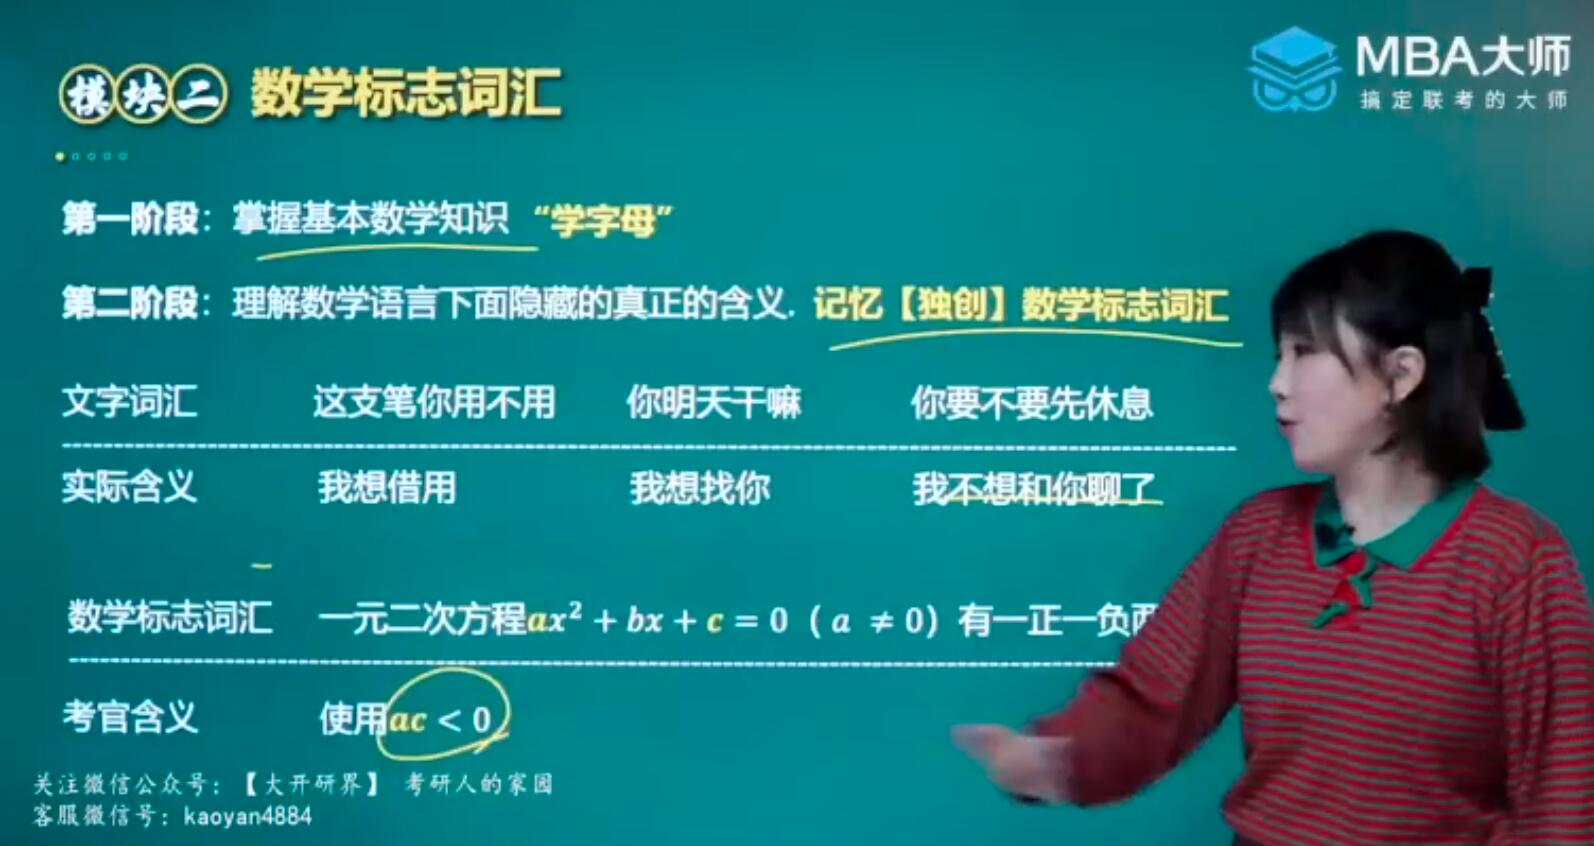 模块二 数学标志词汇
MBA大师
搞定联考的大师
第一阶段：掌握基本数学知识 “学字母”
第二阶段：理解数学语言下面隐藏的真正的含义. 记忆【独创】数学标志词汇
文字词汇 这支笔你用不用 你明天干嘛 你要不要先休息
实际含义 我想借用 我想找你 我不想和你聊了
数学标志词汇 一元二次方程ax² + bx + c = 0（a ≠ 0）有一正一负
考官含义 使用ac < 0
关注微信公众号：【大开研界】 考研人的家园
客服微信号：kaoyan4884